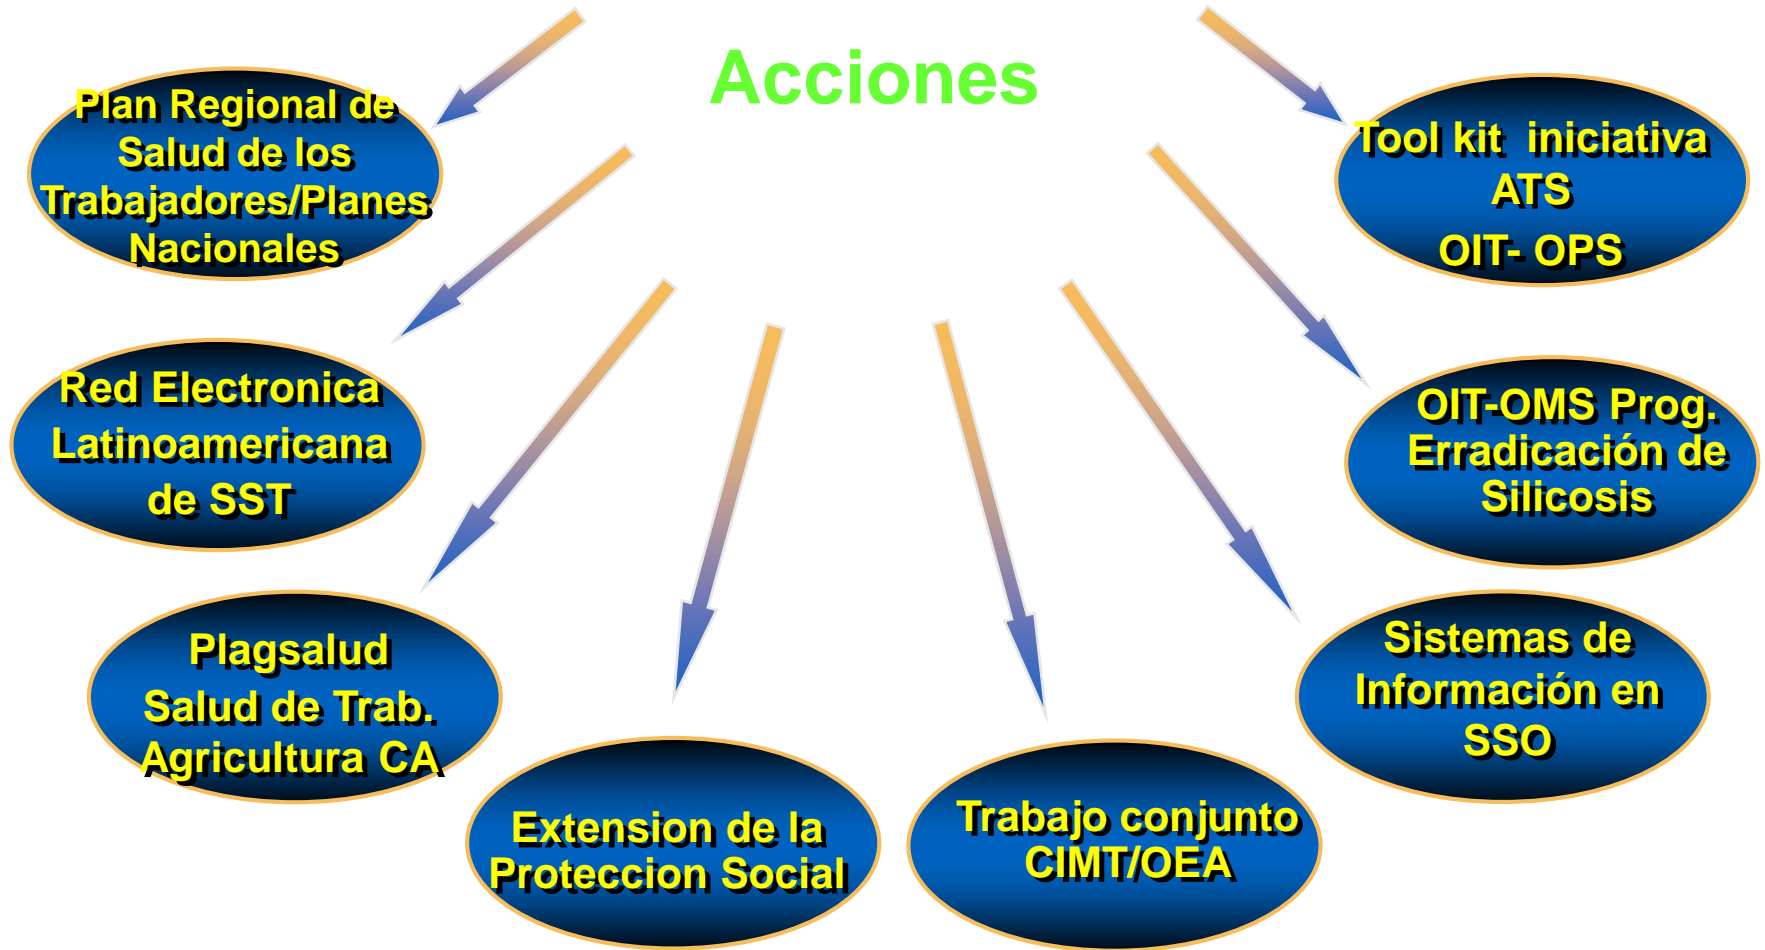 Acciones
Plan Regional de
Salud de los
Trabajadores/Planes
Nacionales
Red Electronica
Latinoamericana
de SST
Plagsalud
Salud de Trab.
Agricultura CA
Extension de la
Proteccion Social
Trabajo conjunto
CIMT/OEA
Sistemas de
Información en
SSO
OIT-OMS Prog.
Erradicación de
Silicosis
Tool kit iniciativa
ATS
OIT- OPS